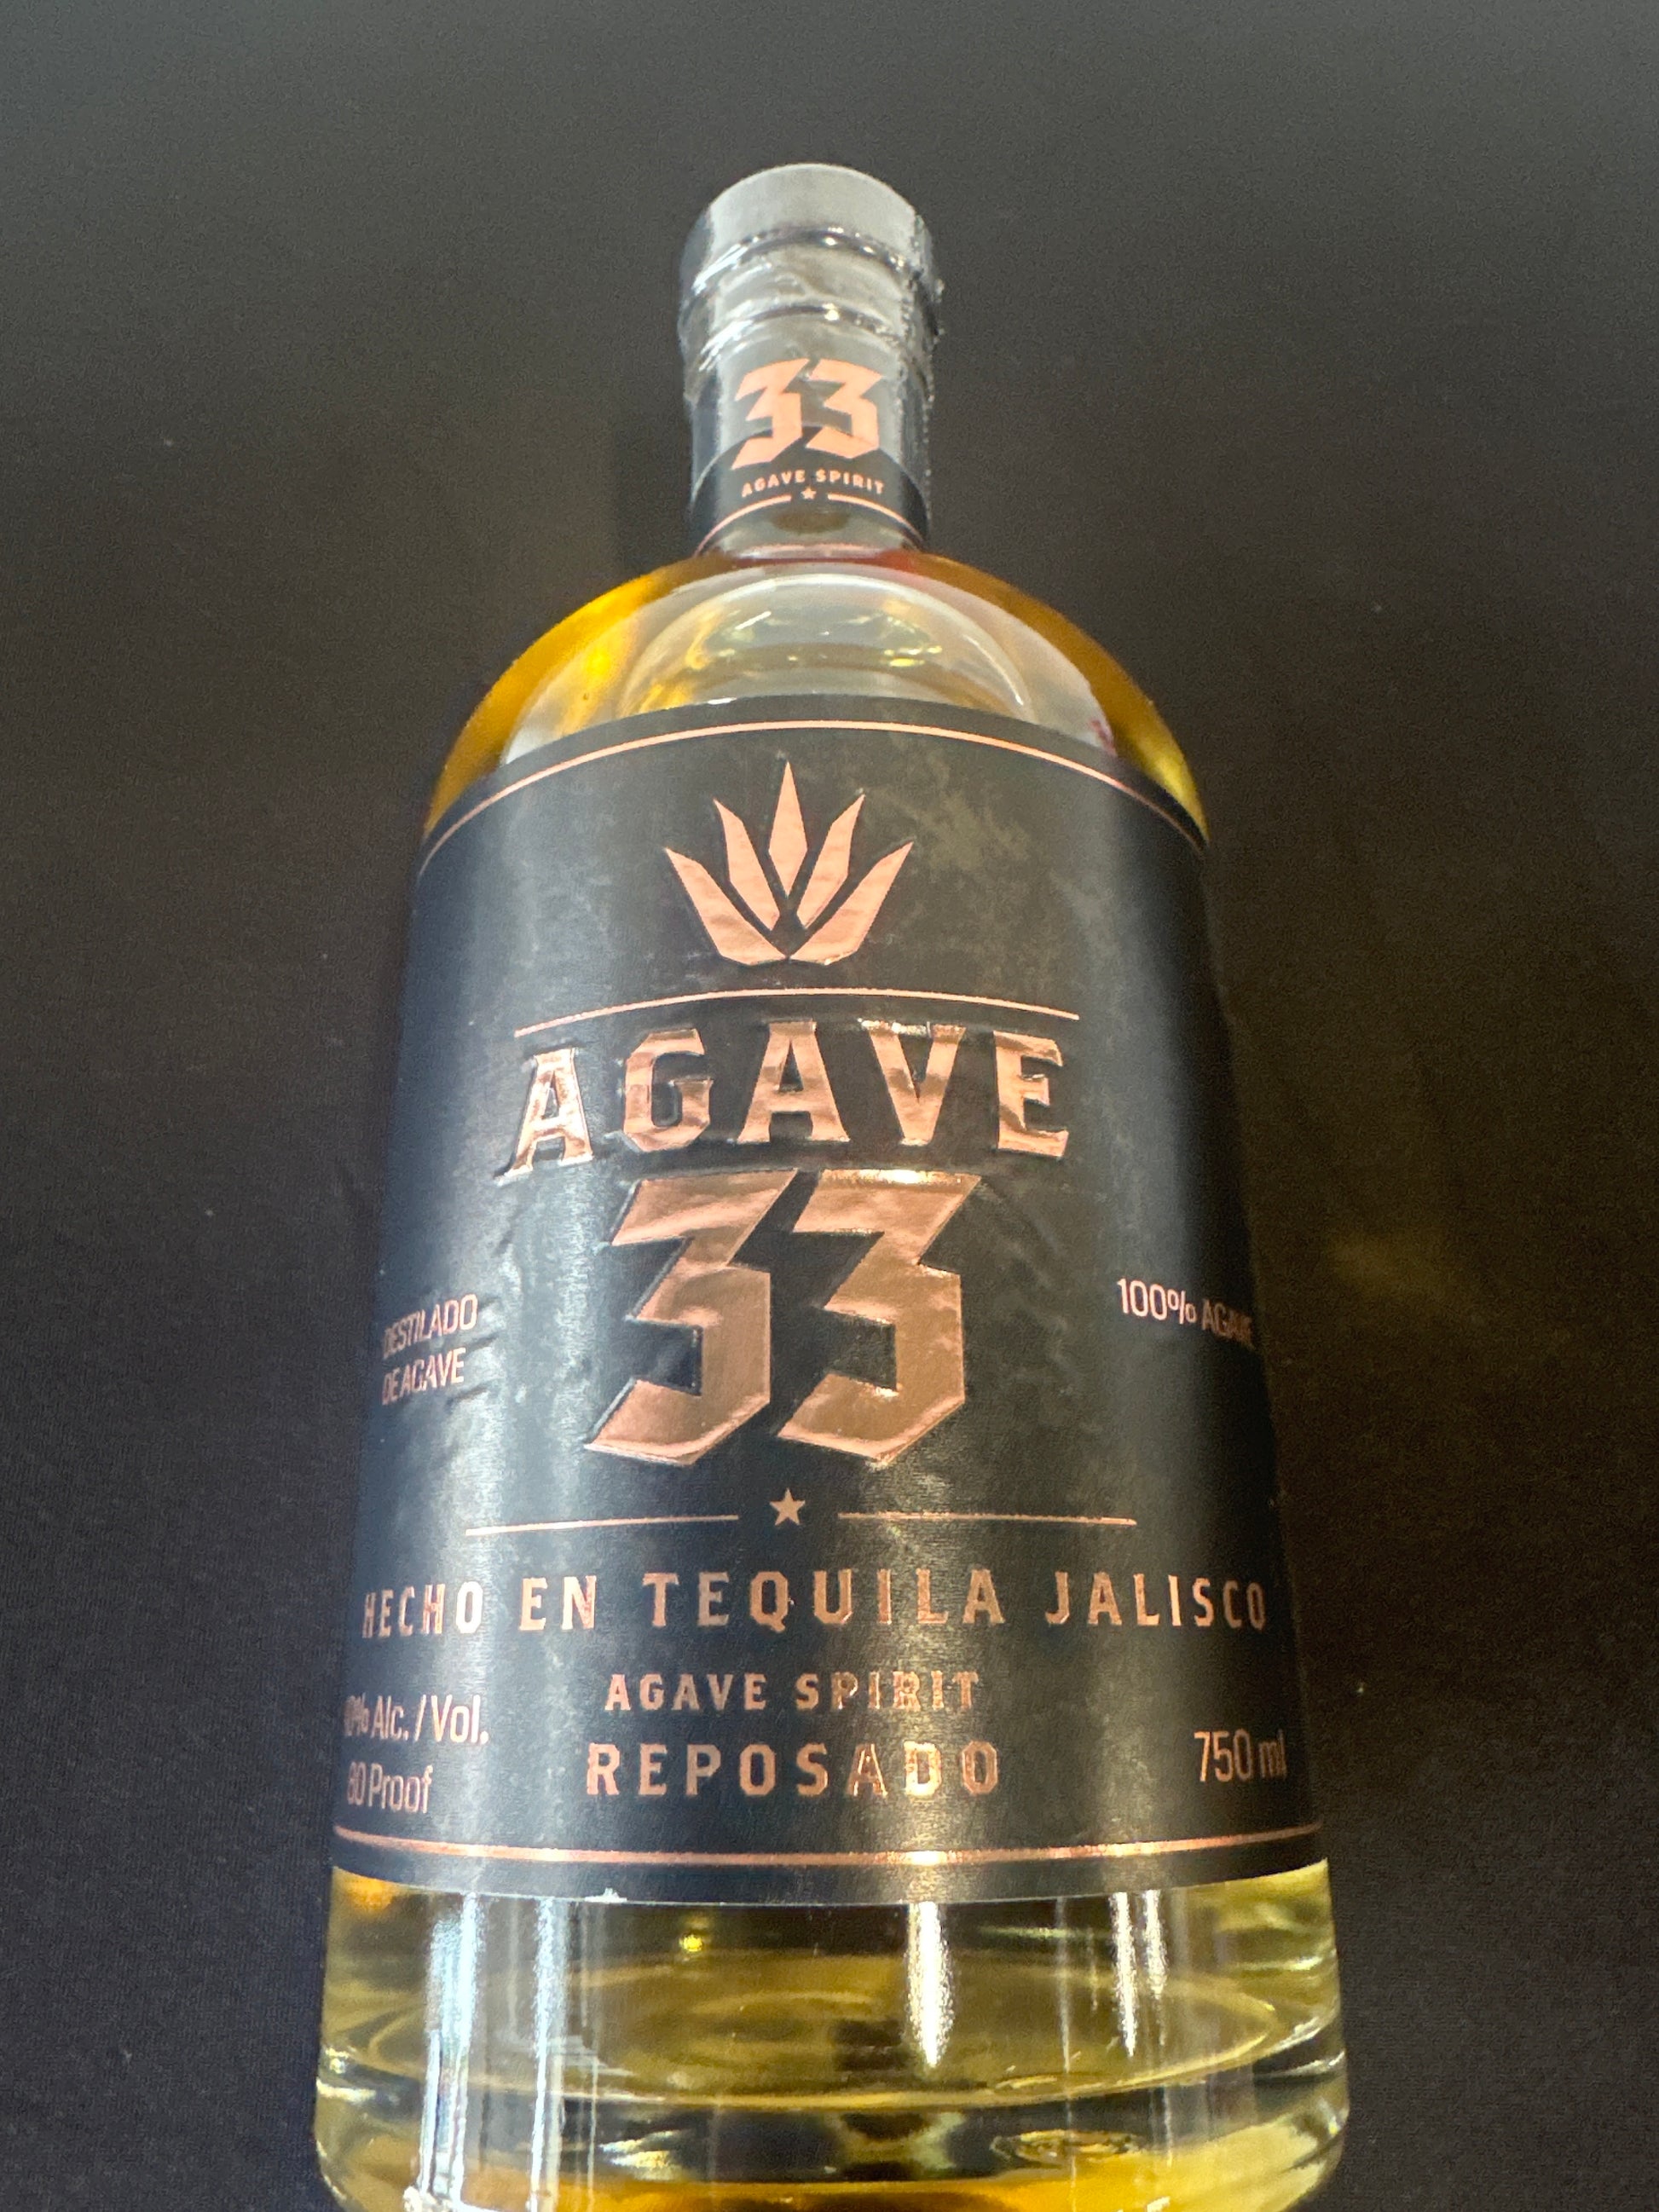 33
AGAVE SPIRIT
AGAVE
33
DESTILADO
DE AGAVE
100% AGAVE
HECHO EN TEQUILA JALISCO
AGAVE SPIRIT
REPOSADO
Alc./Vol.
80 Proof
750 ml